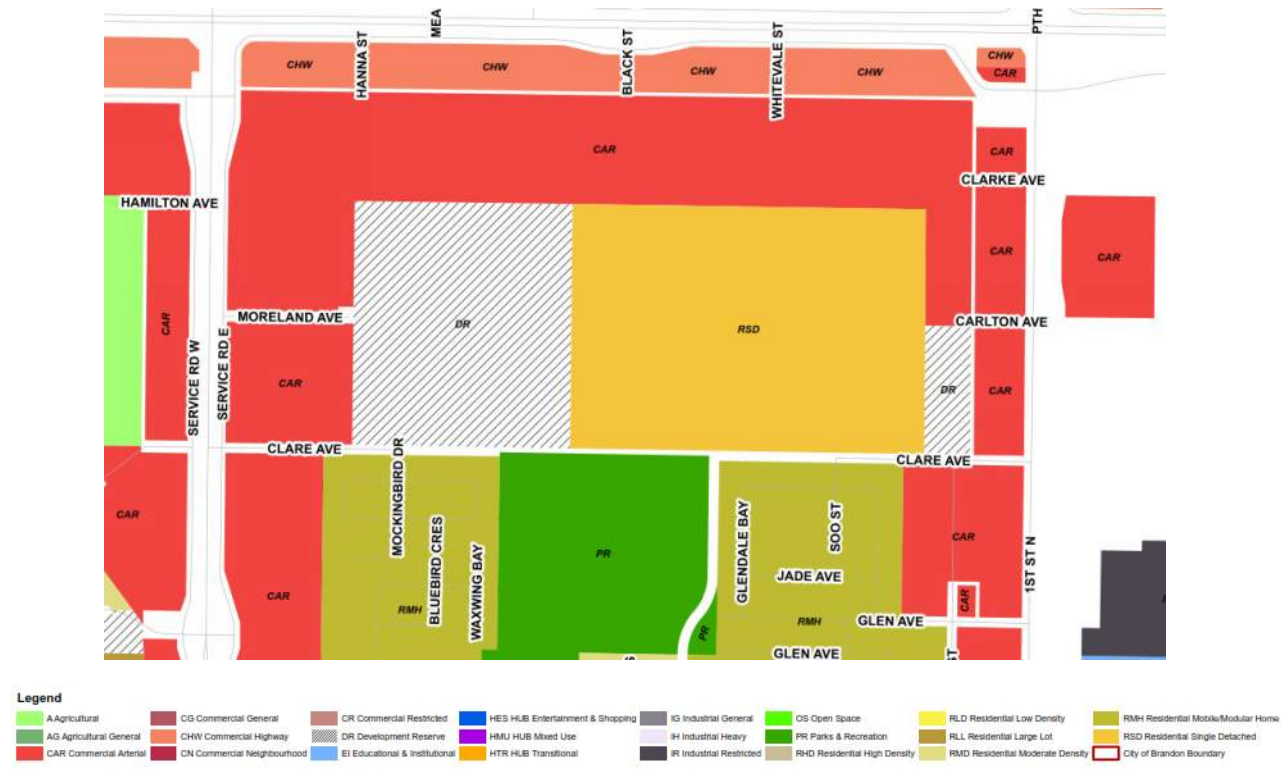 MEA
PTH
HANNA ST
BLACK ST
WHITEVALE ST
CHW
CHW
CHW
CHW
CHW
CAR
CAR
CAR
CLARKE AVE
HAMILTON AVE
CAR
CAR
CAR
SERVICE RD W
SERVICE RD E
MORELAND AVE
DR
RSD
CARLTON AVE
CAR
DR
CAR
CLARE AVE
CLARE AVE
MOCKINGBIRD DR
BLUEBIRD CRES
WAXWING BAY
GLENDALE BAY
SOO ST
CAR
CAR
PR
1ST ST N
JADE AVE
CAR
RMH
CAR
PR
RMH
GLEN AVE
GLEN AVE
ST
Legend
A Agricultural
CG Commercial General
CR Commercial Restricted
HES HUB Entertainment & Shopping
IG Industrial General
OS Open Space
RLD Residential Low Density
RMH Residential Mobile/Modular Home
AG Agricultural General
CHW Commercial Highway
DR Development Reserve
HMU HUB Mixed Use
IH Industrial Heavy
PR Parks & Recreation
RLL Residential Large Lot
RSD Residential Single Detached
CAR Commercial Arterial
CN Commercial Neighbourhood
EI Educational & Institutional
HTR HUB Transitional
IR Industrial Restricted
RHD Residential High Density
RMD Residential Moderate Density
City of Brandon Boundary